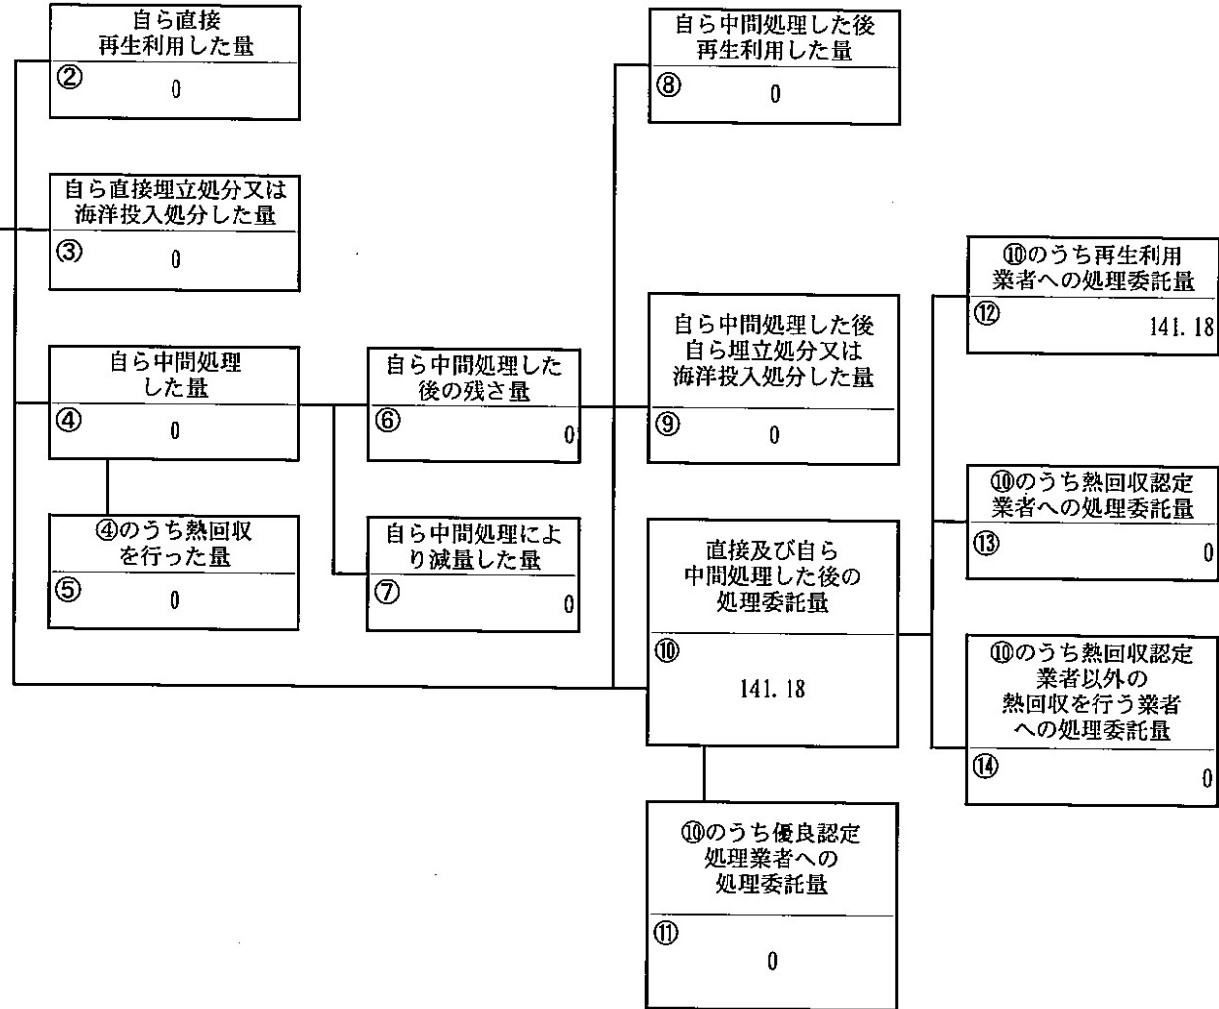 自ら直接
再生利用した量
②
0
自ら直接埋立処分又は
海洋投入処分した量
③
0
自ら中間処理
した量
④
0
④のうち熱回収
を行った量
⑤
0
自ら中間処理した
後の残さ量
⑥
0
自ら中間処理によ
り減量した量
⑦
0
自ら中間処理した後
再生利用した量
⑧
0
自ら中間処理した後
自ら埋立処分又は
海洋投入処分した量
⑨
0
直接及び自ら
中間処理した後の
処理委託量
⑩
141.18
⑩のうち優良認定
処理業者への
処理委託量
⑪
0
⑩のうち再生利用
業者への処理委託量
⑫
141.18
⑩のうち熱回収認定
業者への処理委託量
⑬
0
⑩のうち熱回収認定
業者以外の
熱回収を行う業者
への処理委託量
⑭
0